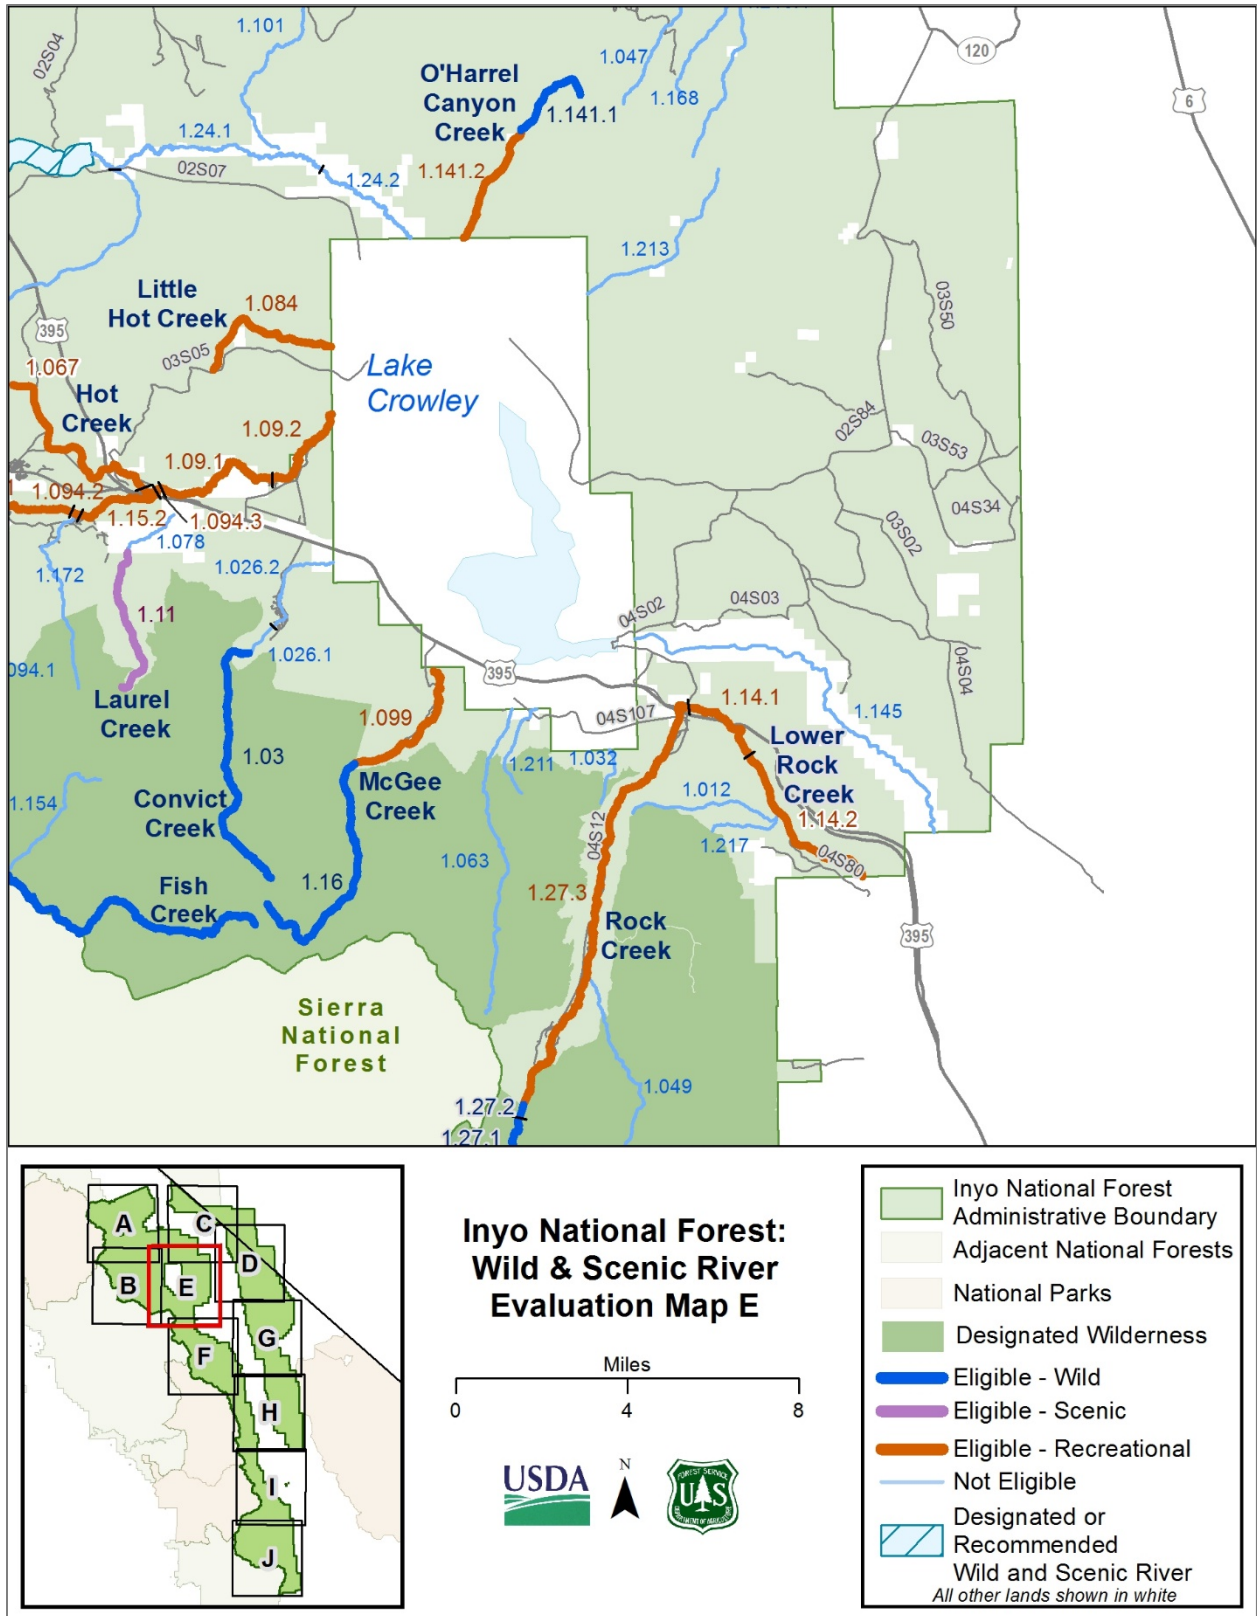 02S04
1.101
1.047
1.168
120
6
O'Harrel
Canyon
Creek
1.141.1
1.24.1
02S07
1.24.2
1.141.2
1.213
Little
Hot Creek
1.084
395
03S05
03S50
1.067
Hot
Creek
Lake
Crowley
1.09.2
02S84
03S53
1.09.1
1.094.2
1.15.2
1.094.3
04S34
03S02
1.078
1.172
1.026.2
04S02
04S03
1.11
1.026.1
094.1
395
04S04
Laurel
Creek
1.099
04S107
1.14.1
1.145
1.03
1.211
1.032
Lower
Rock
Creek
1.154
Convict
Creek
McGee
Creek
1.012
1.14.2
04S12
1.217
04S80
1.063
1.16
Fish
Creek
1.27.3
Rock
Creek
395
Sierra
National
Forest
1.049
1.27.2
1.27.1
A
C
D
B
E
G
F
H
I
J
Inyo National Forest:
Wild & Scenic River
Evaluation Map E
Miles
0 4 8
USDA
N
FOREST SERVICE
U S
DEPARTMENT OF AGRICULTURE
Inyo National Forest
Administrative Boundary
Adjacent National Forests
National Parks
Designated Wilderness
Eligible - Wild
Eligible - Scenic
Eligible - Recreational
Not Eligible
Designated or
Recommended
Wild and Scenic River
All other lands shown in white